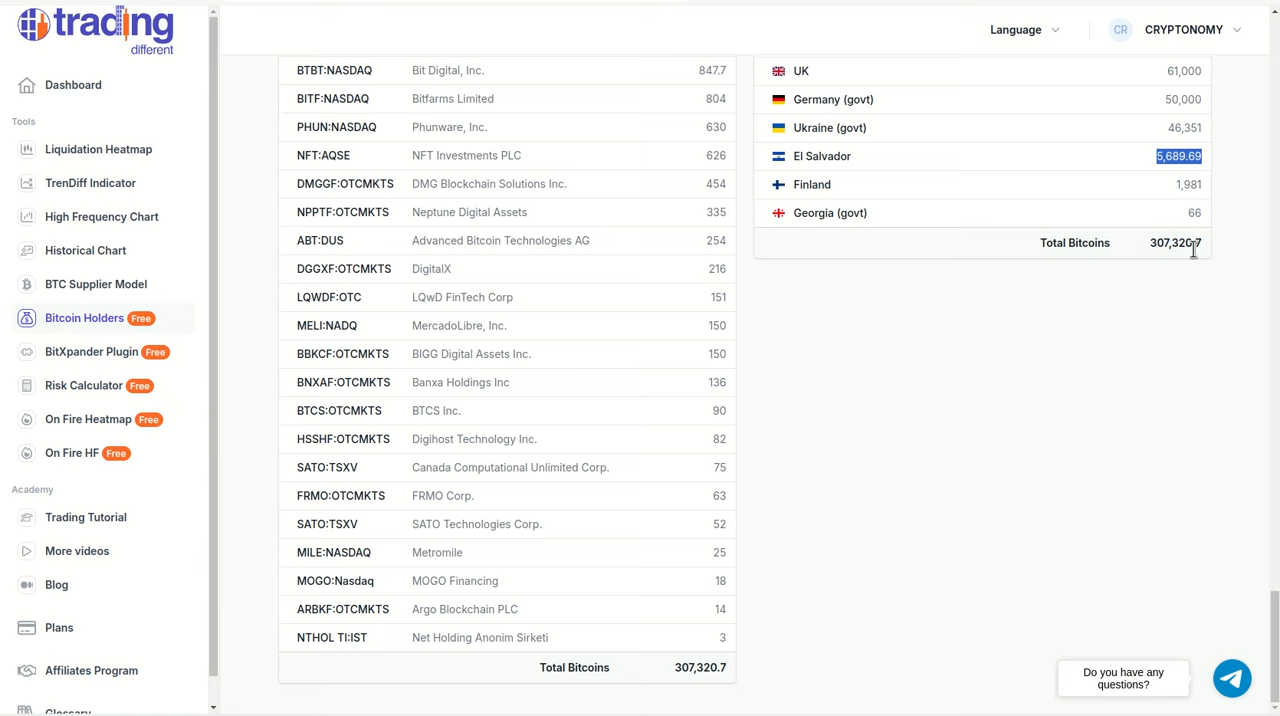 trading
different
Language
CR
CRYPTONOMY
Dashboard
Tools
Liquidation Heatmap
TrenDiff Indicator
High Frequency Chart
Historical Chart
BTC Supplier Model
Bitcoin Holders Free
BitXpander Plugin Free
Risk Calculator Free
On Fire Heatmap Free
On Fire HF Free
Academy
Trading Tutorial
More videos
Blog
Plans
Affiliates Program
Glossary
BTBT:NASDAQ Bit Digital, Inc. 847.7
BITF:NASDAQ Bitfarms Limited 804
PHUN:NASDAQ Phunware, Inc. 630
NFT:AQSE NFT Investments PLC 626
DMGGF:OTCMKTS DMG Blockchain Solutions Inc. 454
NPPTF:OTCMKTS Neptune Digital Assets 335
ABT:DUS Advanced Bitcoin Technologies AG 254
DGGXF:OTCMKTS DigitalX 216
LQWDF:OTC LQwD FinTech Corp 151
MELI:NADQ MercadoLibre, Inc. 150
BBKCF:OTCMKTS BIGG Digital Assets Inc. 150
BNXAF:OTCMKTS Banxa Holdings Inc 136
BTCS:OTCMKTS BTCS Inc. 90
HSSHF:OTCMKTS Digihost Technology Inc. 82
SATO:TSXV Canada Computational Unlimited Corp. 75
FRMO:OTCMKTS FRMO Corp. 63
SATO:TSXV SATO Technologies Corp. 52
MILE:NASDAQ Metromile 25
MOGO:Nasdaq MOGO Financing 18
ARBKF:OTCMKTS Argo Blockchain PLC 14
NTHOL TI:IST Net Holding Anonim Sirketi 3
Total Bitcoins 307,320.7
UK 61,000
Germany (govt) 50,000
Ukraine (govt) 46,351
El Salvador 5,689.69
Finland 1,981
Georgia (govt) 66
Total Bitcoins 307,320.7
Do you have any
questions?